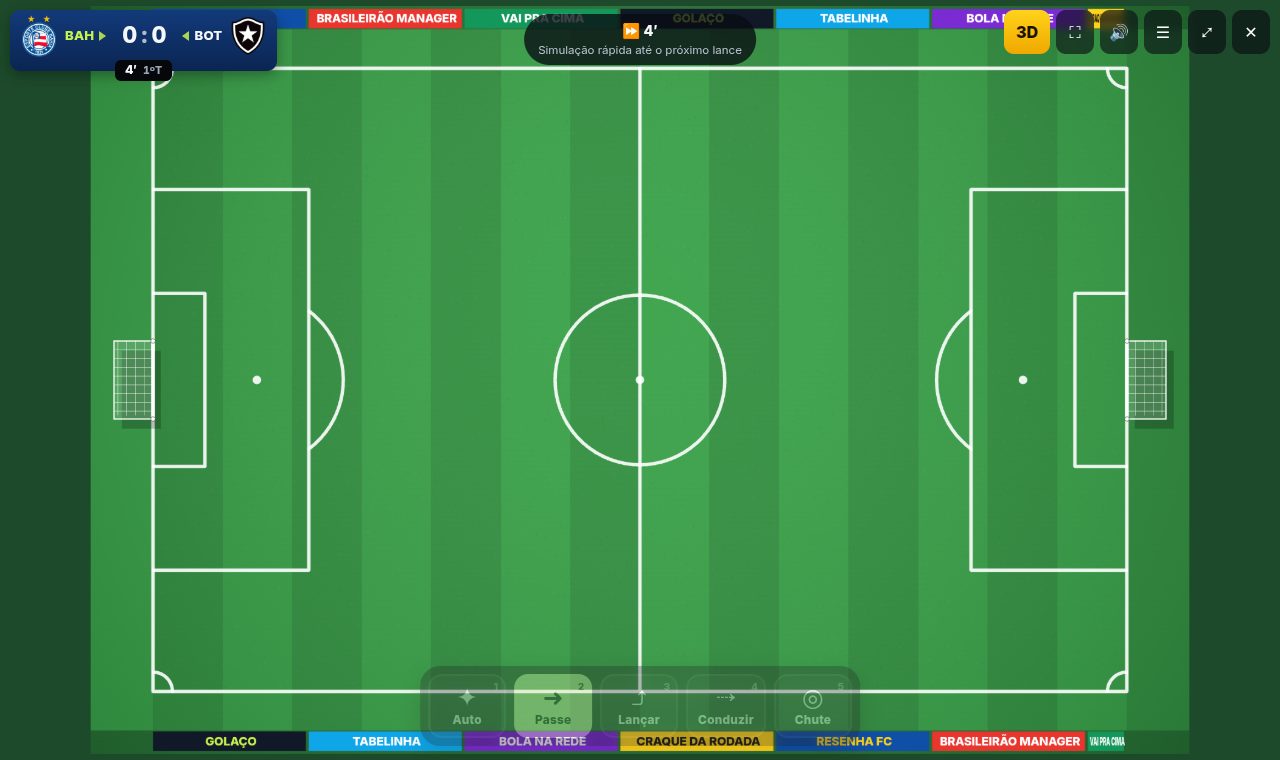 BRASILEIRÃO MANAGER
VAI PRA CIMA
GOLAÇO
TABELINHA
BAH 0:0 BOT
4' 1ºT
4'
Simulação rápida até o próximo lance
3D
1
Auto
2
Passe
3
Lançar
4
Conduzir
5
Chute
GOLAÇO
TABELINHA
BOLA NA REDE
CRAQUE DA RODADA
RESENHA FC
BRASILEIRÃO MANAGER
VAI PRA CIMA